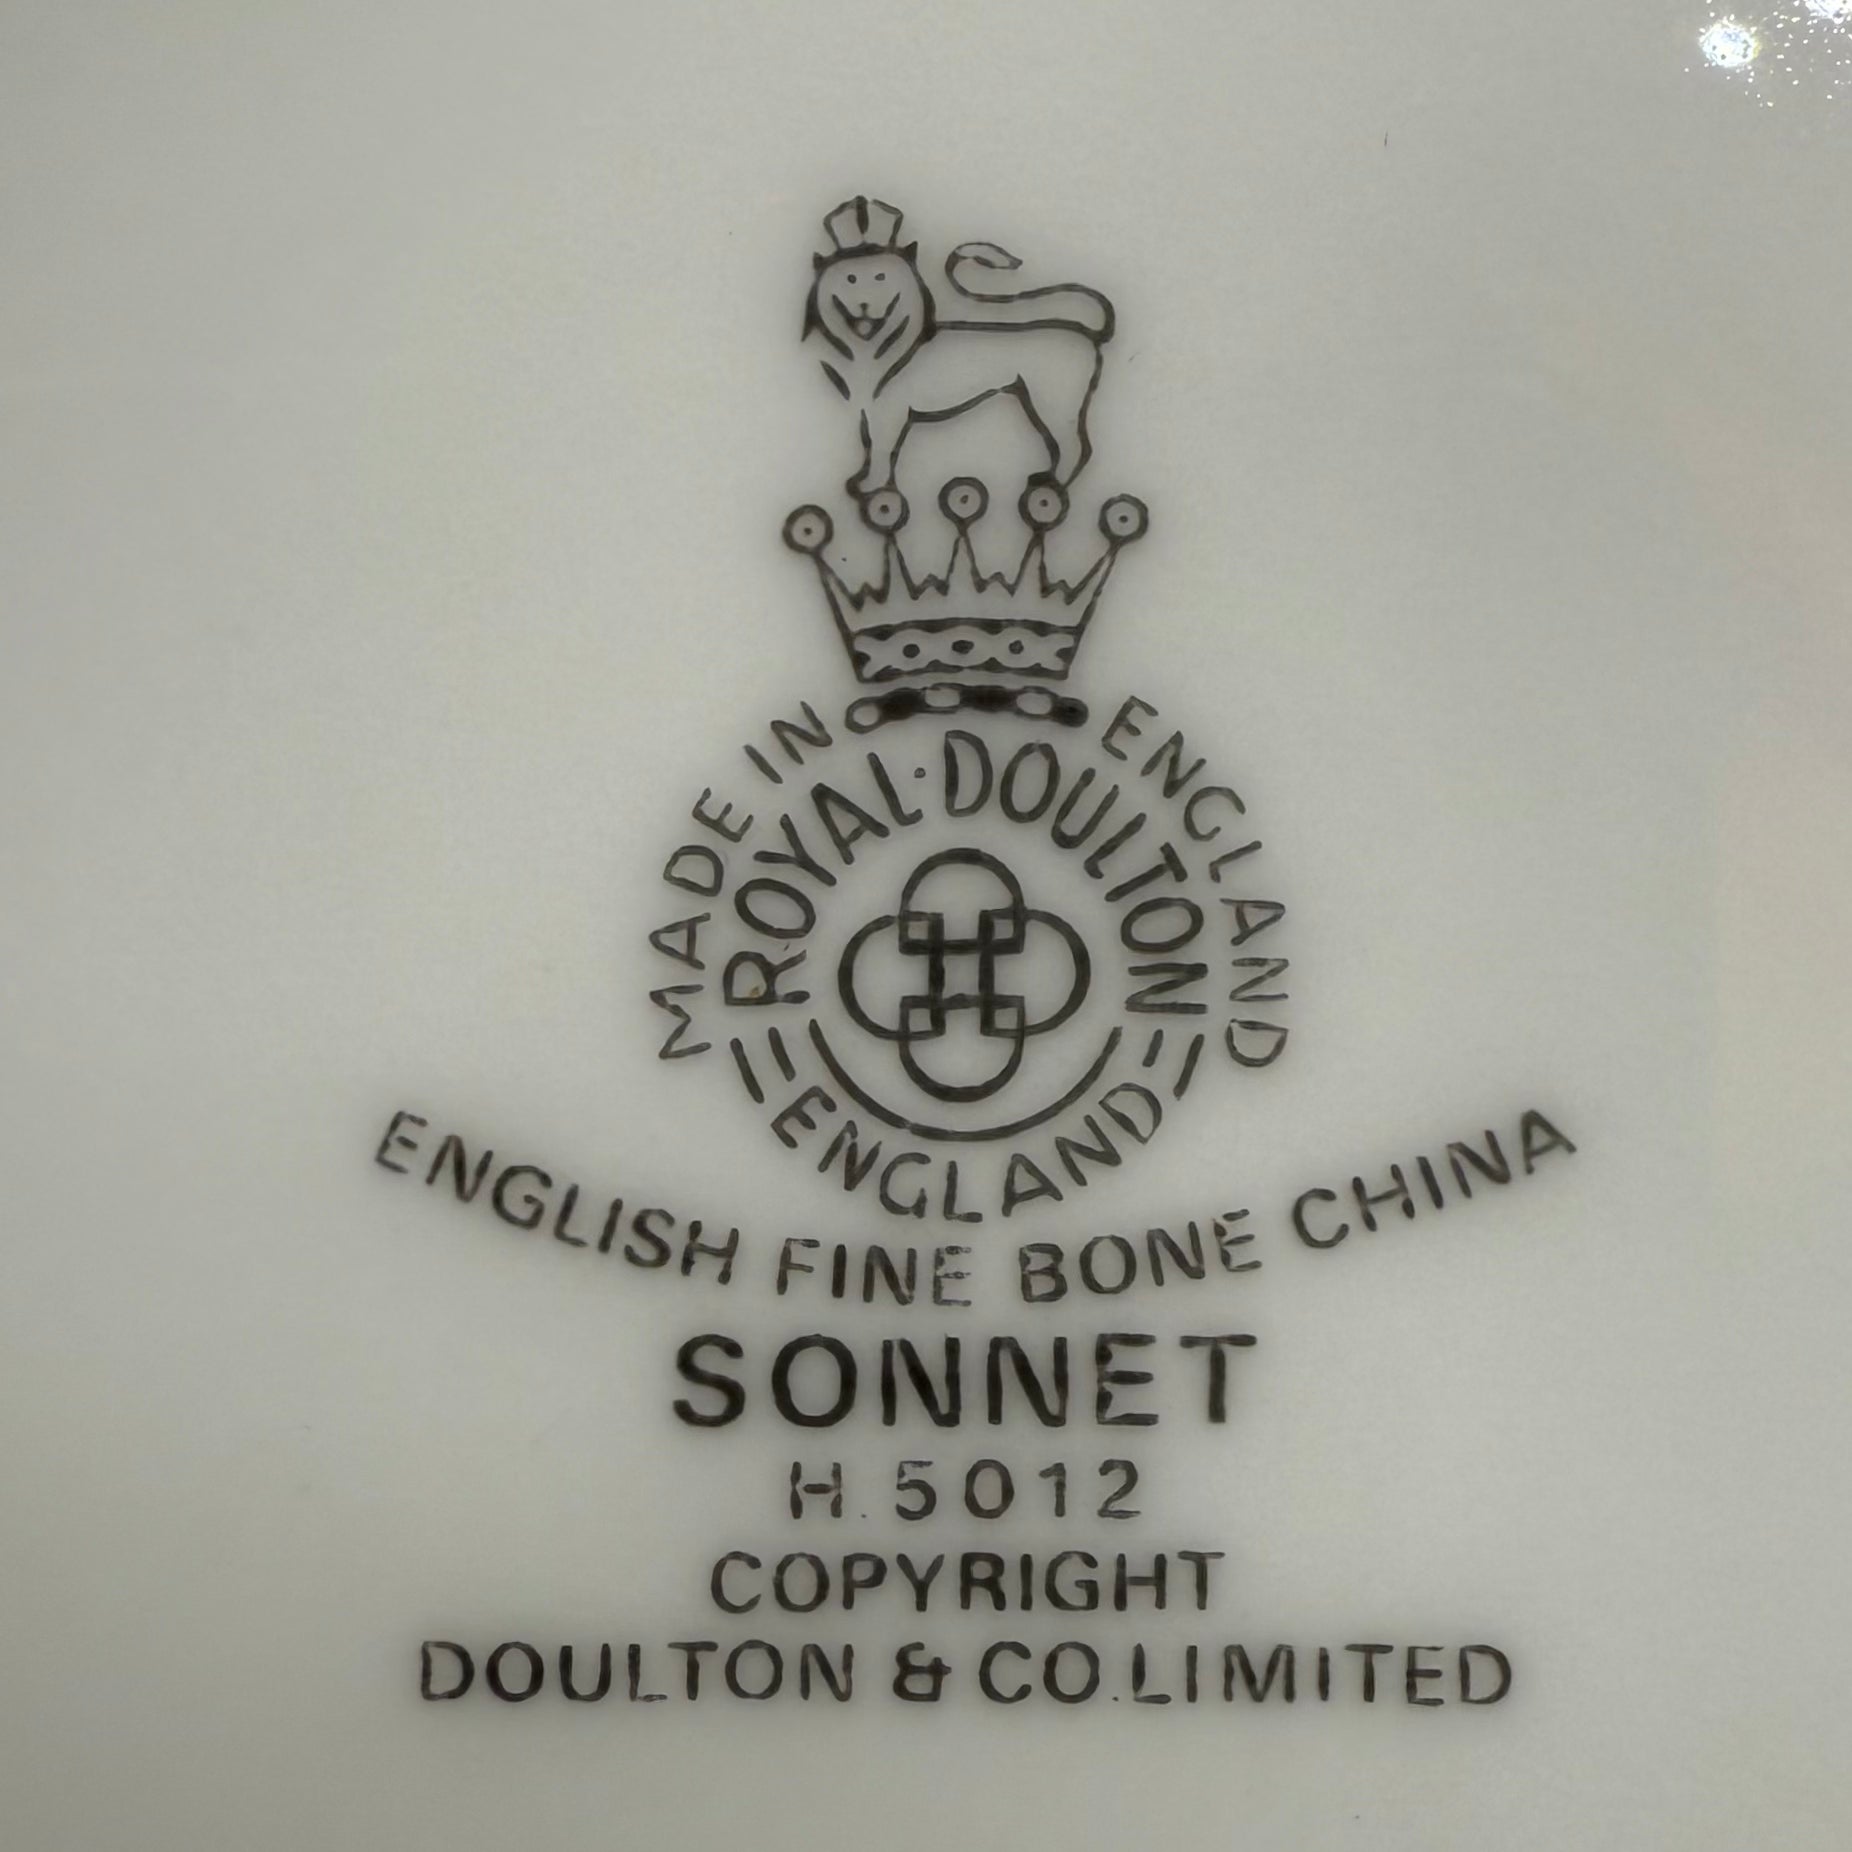 MADE IN ENGLAND
ROYAL·DOULTON
ENGLAND
ENGLISH FINE BONE CHINA
SONNET
H.5012
COPYRIGHT
DOULTON & CO.LIMITED